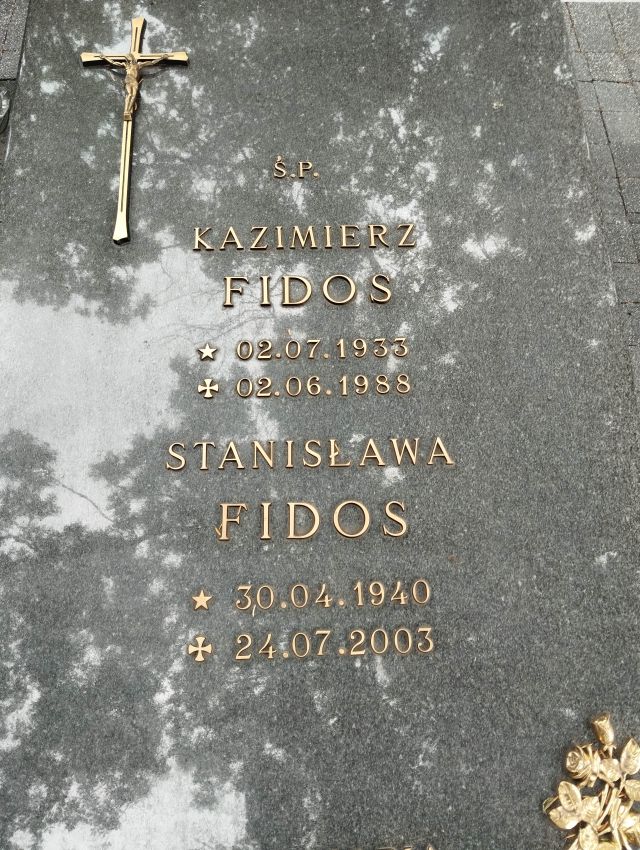 Ś.P.
KAZIMIERZ
FIDOS
★ 02.07.1933
✠ 02.06.1988
STANISŁAWA
FIDOS
★ 30.04.1940
✠ 24.07.2003